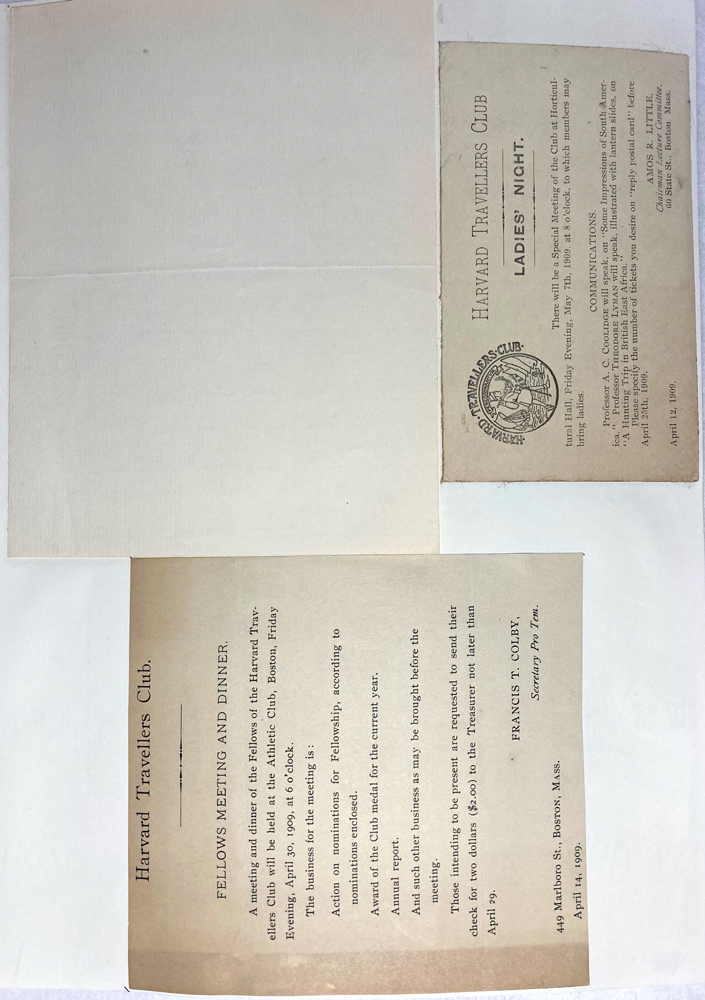 Harvard Travellers Club.
FELLOWS MEETING AND DINNER.
A meeting and dinner of the Fellows of the Harvard Trav-
ellers Club will be held at the Athletic Club, Boston, Friday
Evening, April 30, 1909, at 6 o'clock.
The business for the meeting is:
Action on nominations for Fellowship, according to
nominations enclosed.
Award of the Club medal for the current year.
Annual report.
And such other business as may be brought before the
meeting.
Those intending to be present are requested to send their
check for two dollars ($2.00) to the Treasurer not later than
April 29.
FRANCIS T. COLBY,
Secretary Pro Tem.
449 Marlboro St., BOSTON, MASS.
April 14, 1909.
HARVARD·TRAVELLERS·CLUB·
HARVARD TRAVELLERS CLUB
LADIES' NIGHT.
There will be a Special Meeting of the Club at Horticul-
tural Hall, Friday Evening, May 7th, 1909, at 8 o'clock, to which members may
bring ladies.
COMMUNICATIONS.
Professor A. C. COOLIDGE will speak, on "Some Impressions of South Amer-
ica." Professor THEODORE LYMAN will speak, illustrated with lantern slides, on
"A Hunting Trip in British East Africa."
Please specify the number of tickets you desire on "reply postal card" before
April 25th, 1909.
AMOS R. LITTLE,
Chairman Lecture Committee,
60 State St., Boston Mass.
April 12, 1909.